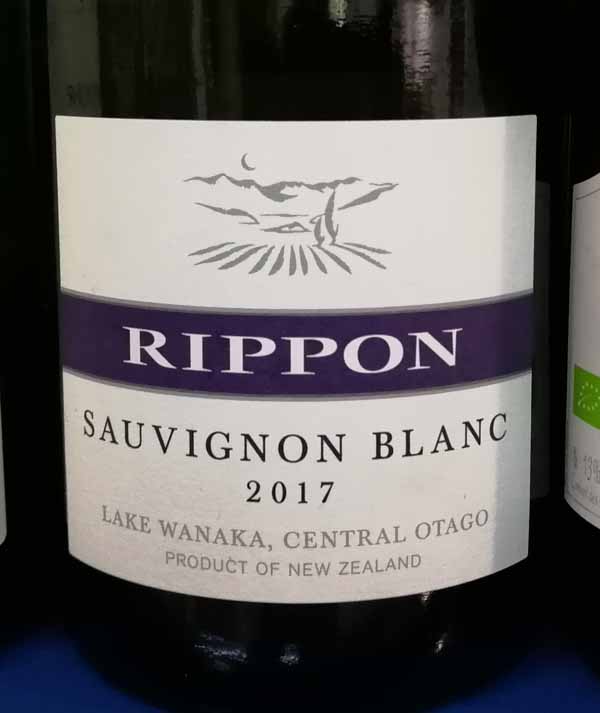 RIPPON
SAUVIGNON BLANC
2017
LAKE WANAKA, CENTRAL OTAGO
PRODUCT OF NEW ZEALAND